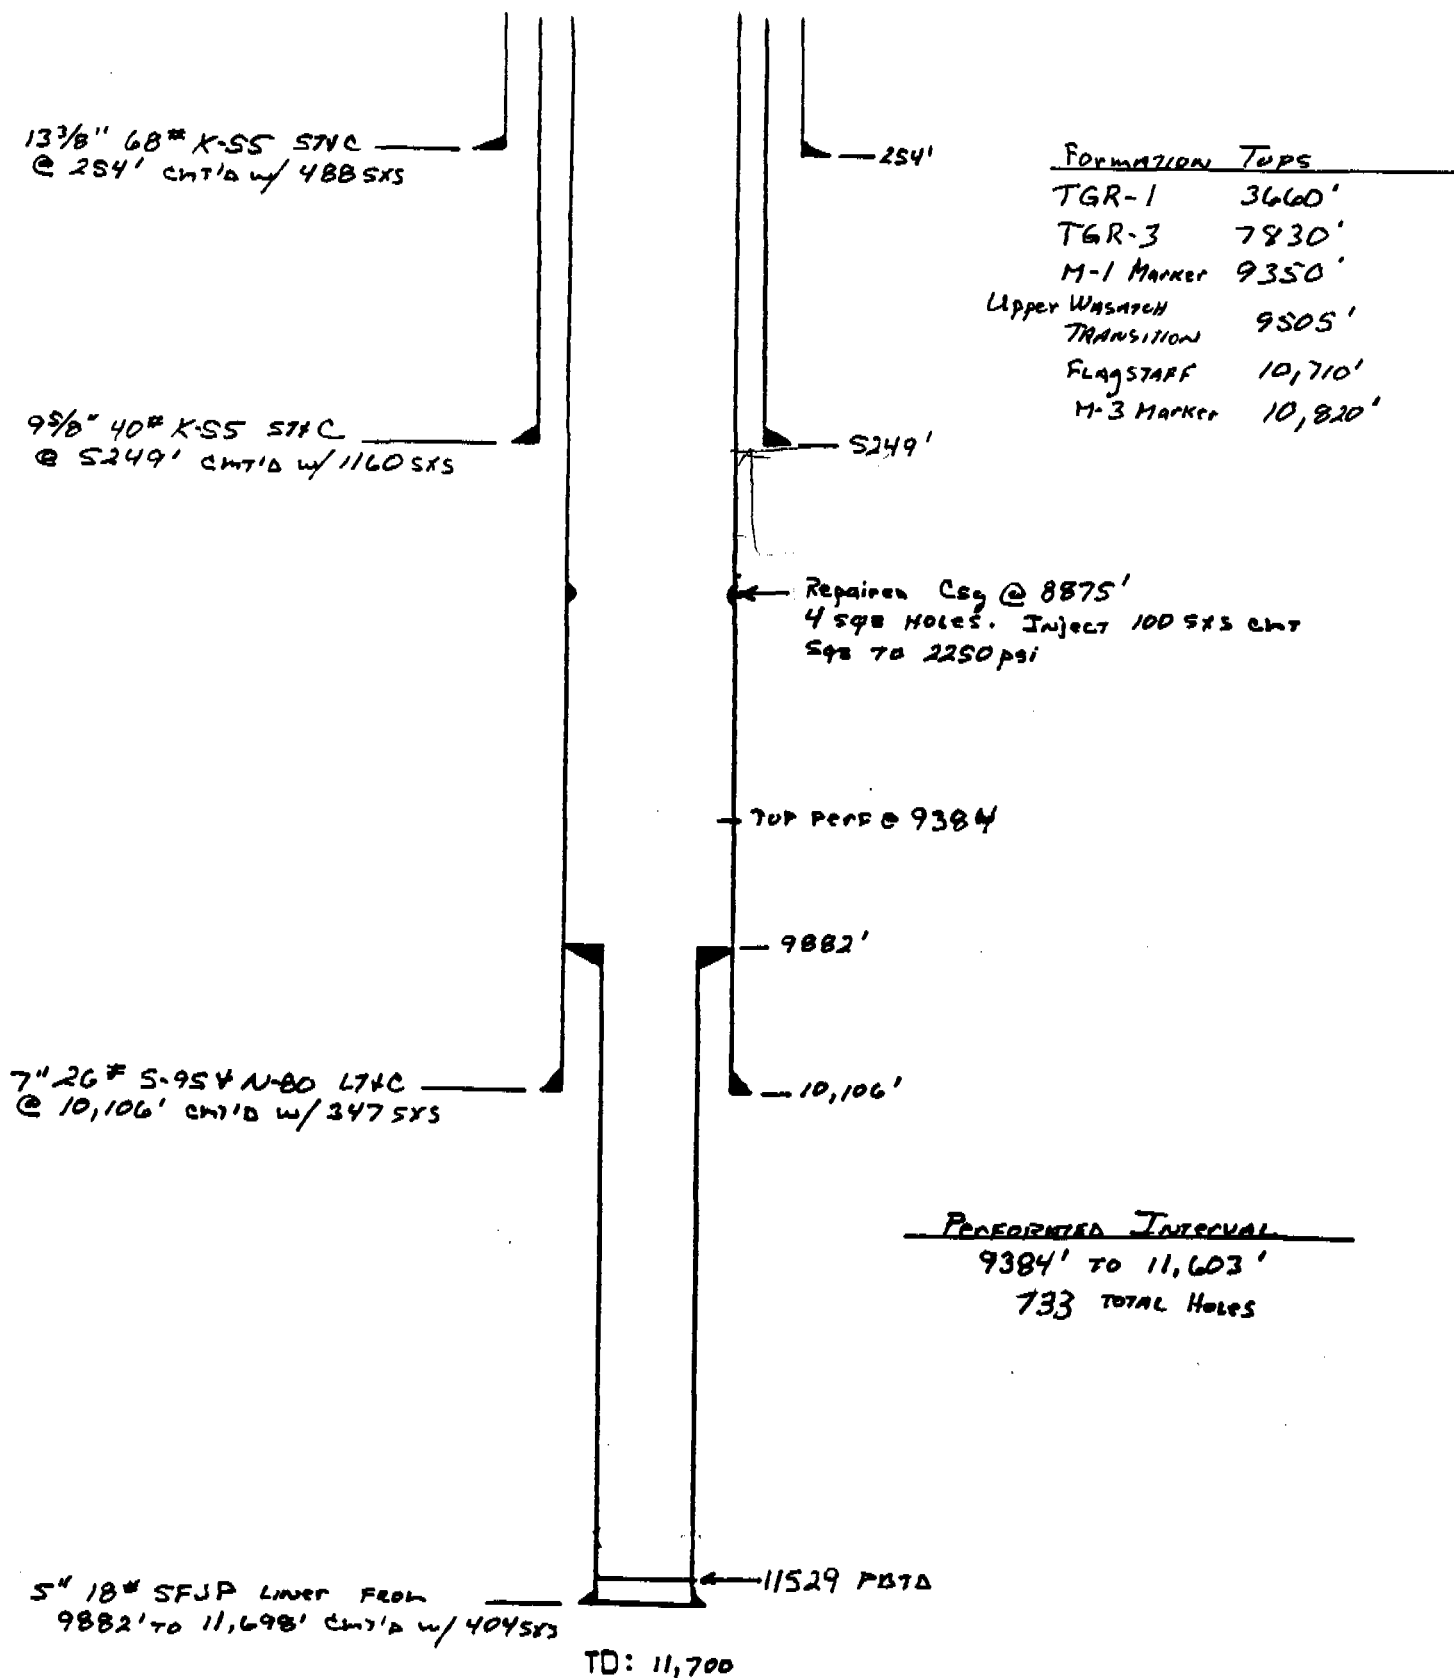 13 3/8" 68# K-55 ST&C
@ 254' CMT'D w/ 488 SXS
254'
Formation Tops
TGR-1 3660'
TGR-3 7830'
M-1 Marker 9350'
Upper Wasatch
Transition 9505'
Flagstaff 10,710'
M-3 Marker 10,820'
9 5/8" 40# K-55 ST&C
@ 5249' CMT'D w/ 1160 SXS
5249'
Repaired Csg @ 8875'
4 sqz Holes. Inject 100 SXS CMT
Sqz to 2250 psi
Top Perf @ 9384
9882'
7" 26# S-95 & N-80 LT&C
@ 10,106' CMT'D w/ 347 SXS
10,106'
Perforated Interval
9384' to 11,603'
733 Total Holes
11529 PBTD
5" 18# SFJP Liner From
9882' to 11,698' CMT'D w/ 404 SXS
TD: 11,700